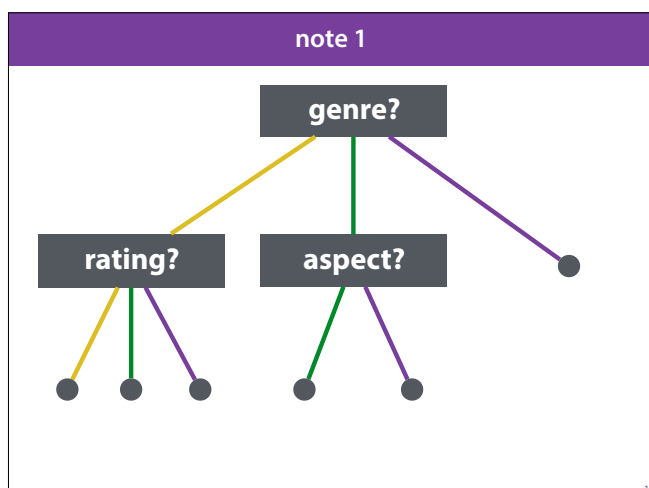 note 1
genre?
rating?
aspect?